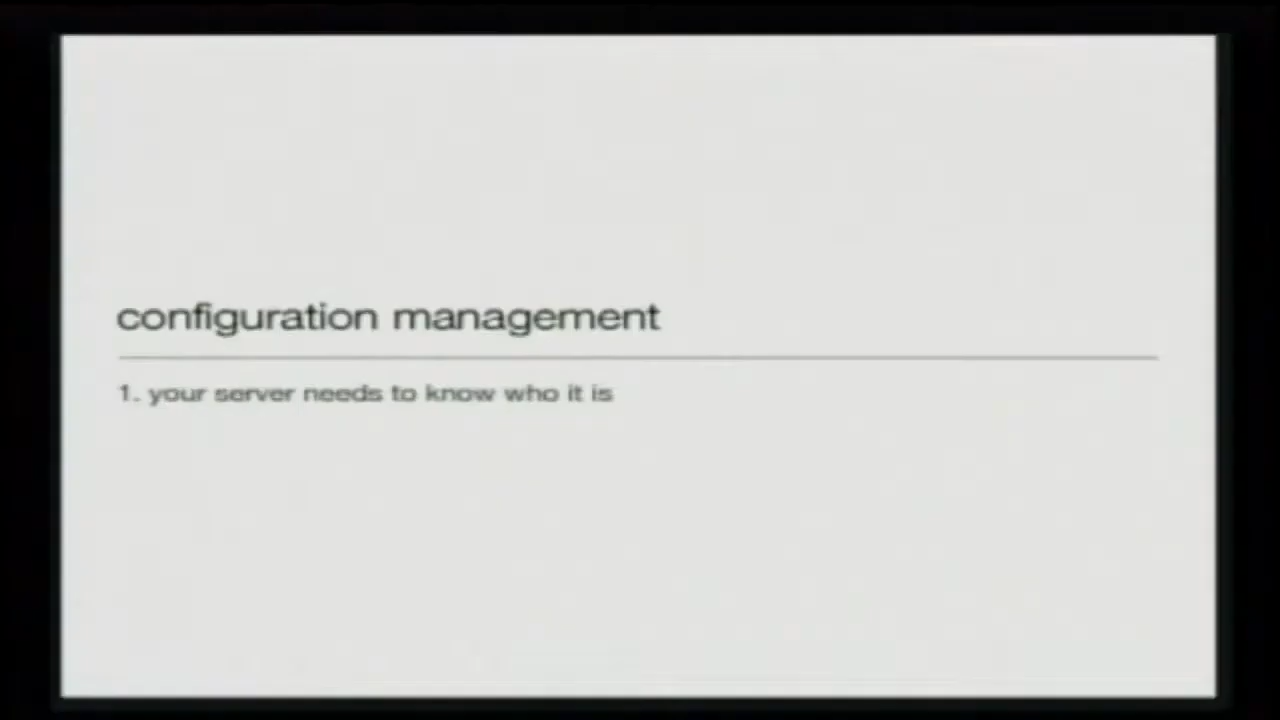 configuration management
1. your server needs to know who it is